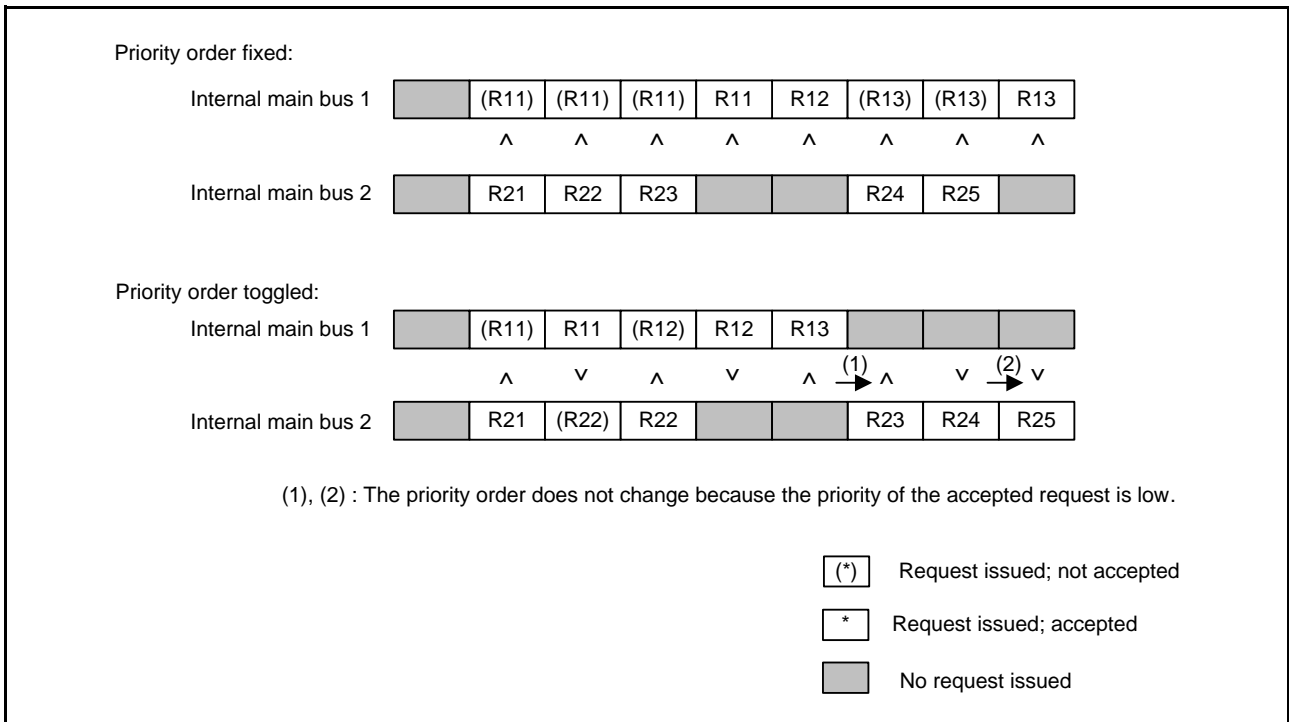 Priority order fixed:
Internal main bus 1 (R11) (R11) (R11) R11 R12 (R13) (R13) R13
^ ^ ^ ^ ^ ^ ^ ^
Internal main bus 2 R21 R22 R23 R24 R25
Priority order toggled:
Internal main bus 1 (R11) R11 (R12) R12 R13
^ v ^ v ^ (1) ^ v (2) v
Internal main bus 2 R21 (R22) R22 R23 R24 R25
(1), (2) : The priority order does not change because the priority of the accepted request is low.
(*) Request issued; not accepted
* Request issued; accepted
No request issued